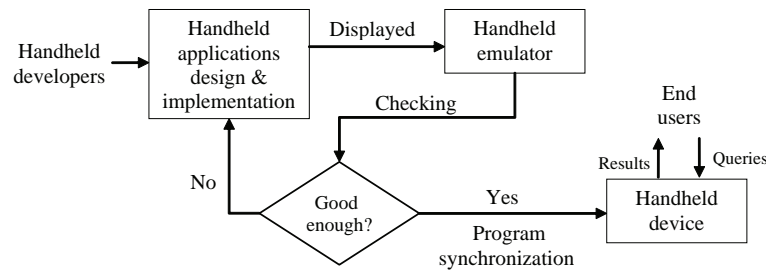 Handheld
developers
Handheld
applications
design &
implementation
Displayed
Handheld
emulator
Checking
No
Good
enough?
Yes
Program
synchronization
End
users
Results
Queries
Handheld
device